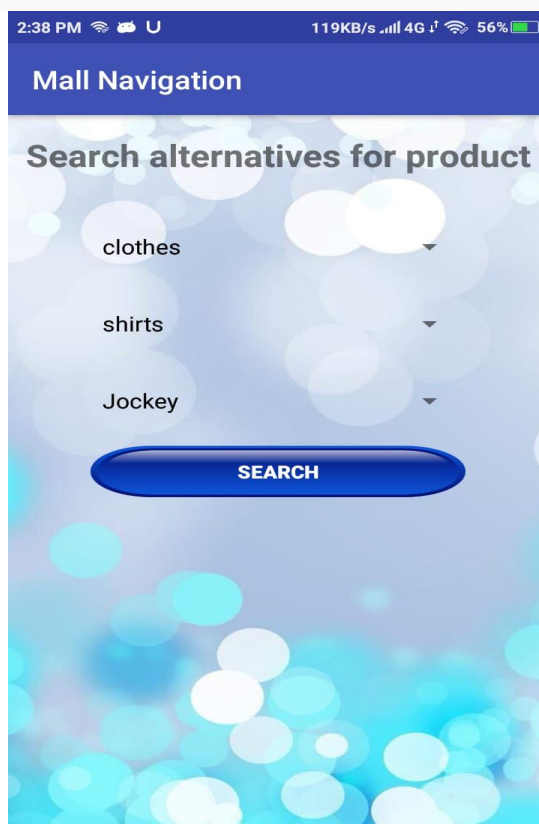 2:38 PM U 119KB/s 4G 56%
Mall Navigation
Search alternatives for product
clothes
shirts
Jockey
SEARCH